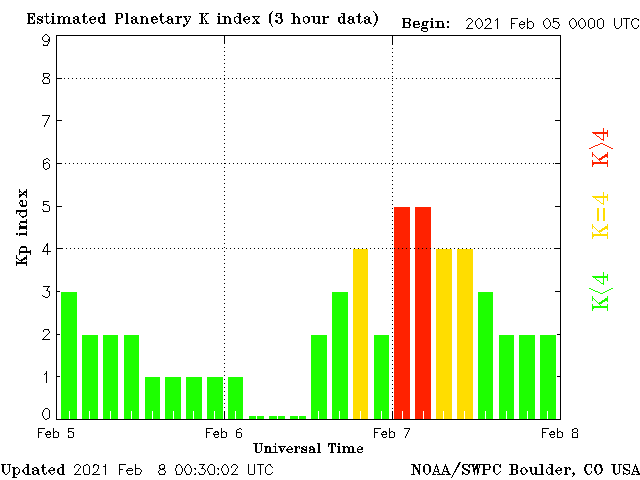 Estimated Planetary K index (3 hour data)
Begin: 2021 Feb 05 0000 UTC
9
8
7
6
5
4
3
2
1
0
Kp index
K>4
K=4
K<4
Feb 5 Feb 6 Feb 7 Feb 8
Universal Time
Updated 2021 Feb 8 00:30:02 UTC
NOAA/SWPC Boulder, CO USA